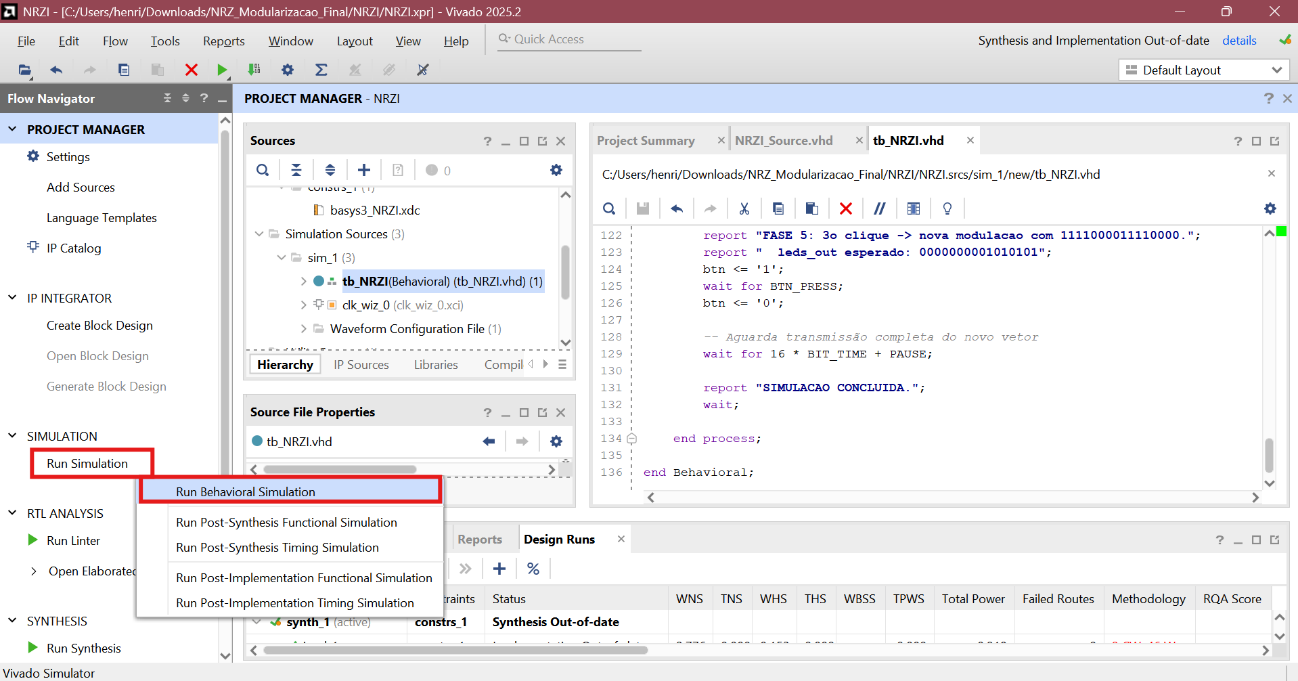 NRZI - [C:/Users/henri/Downloads/NRZ_Modularizacao_Final/NRZI/NRZI.xpr] - Vivado 2025.2
File Edit Flow Tools Reports Window Layout View Help Quick Access
Synthesis and Implementation Out-of-date details
Default Layout
Flow Navigator
PROJECT MANAGER
Settings
Add Sources
Language Templates
IP Catalog
IP INTEGRATOR
Create Block Design
Open Block Design
Generate Block Design
SIMULATION
Run Simulation
RTL ANALYSIS
Run Linter
Open Elaborated
SYNTHESIS
Run Synthesis
Run Behavioral Simulation
Run Post-Synthesis Functional Simulation
Run Post-Synthesis Timing Simulation
Run Post-Implementation Functional Simulation
Run Post-Implementation Timing Simulation
PROJECT MANAGER - NRZI
Sources
0
constrs_1 (1)
basys3_NRZI.xdc
Simulation Sources (3)
sim_1 (3)
tb_NRZI(Behavioral) (tb_NRZI.vhd) (1)
clk_wiz_0 (clk_wiz_0.xci)
Waveform Configuration File (1)
Hierarchy IP Sources Libraries Compil
Source File Properties
tb_NRZI.vhd
Project Summary NRZI_Source.vhd tb_NRZI.vhd
C:/Users/henri/Downloads/NRZ_Modularizacao_Final/NRZI/NRZI.srcs/sim_1/new/tb_NRZI.vhd
122 report "FASE 5: 3o clique -> nova modulacao com 1111000011110000.";
123 report " leds_out esperado: 0000000001010101";
124 btn <= '1';
125 wait for BTN_PRESS;
126 btn <= '0';
127
128 -- Aguarda transmissão completa do novo vetor
129 wait for 16 * BIT_TIME + PAUSE;
130
131 report "SIMULACAO CONCLUIDA.";
132 wait;
133
134 end process;
135
136 end Behavioral;
Reports Design Runs
Status WNS TNS WHS THS WBSS TPWS Total Power Failed Routes Methodology RQA Score
synth_1 (active) constrs_1 Synthesis Out-of-date
Vivado Simulator